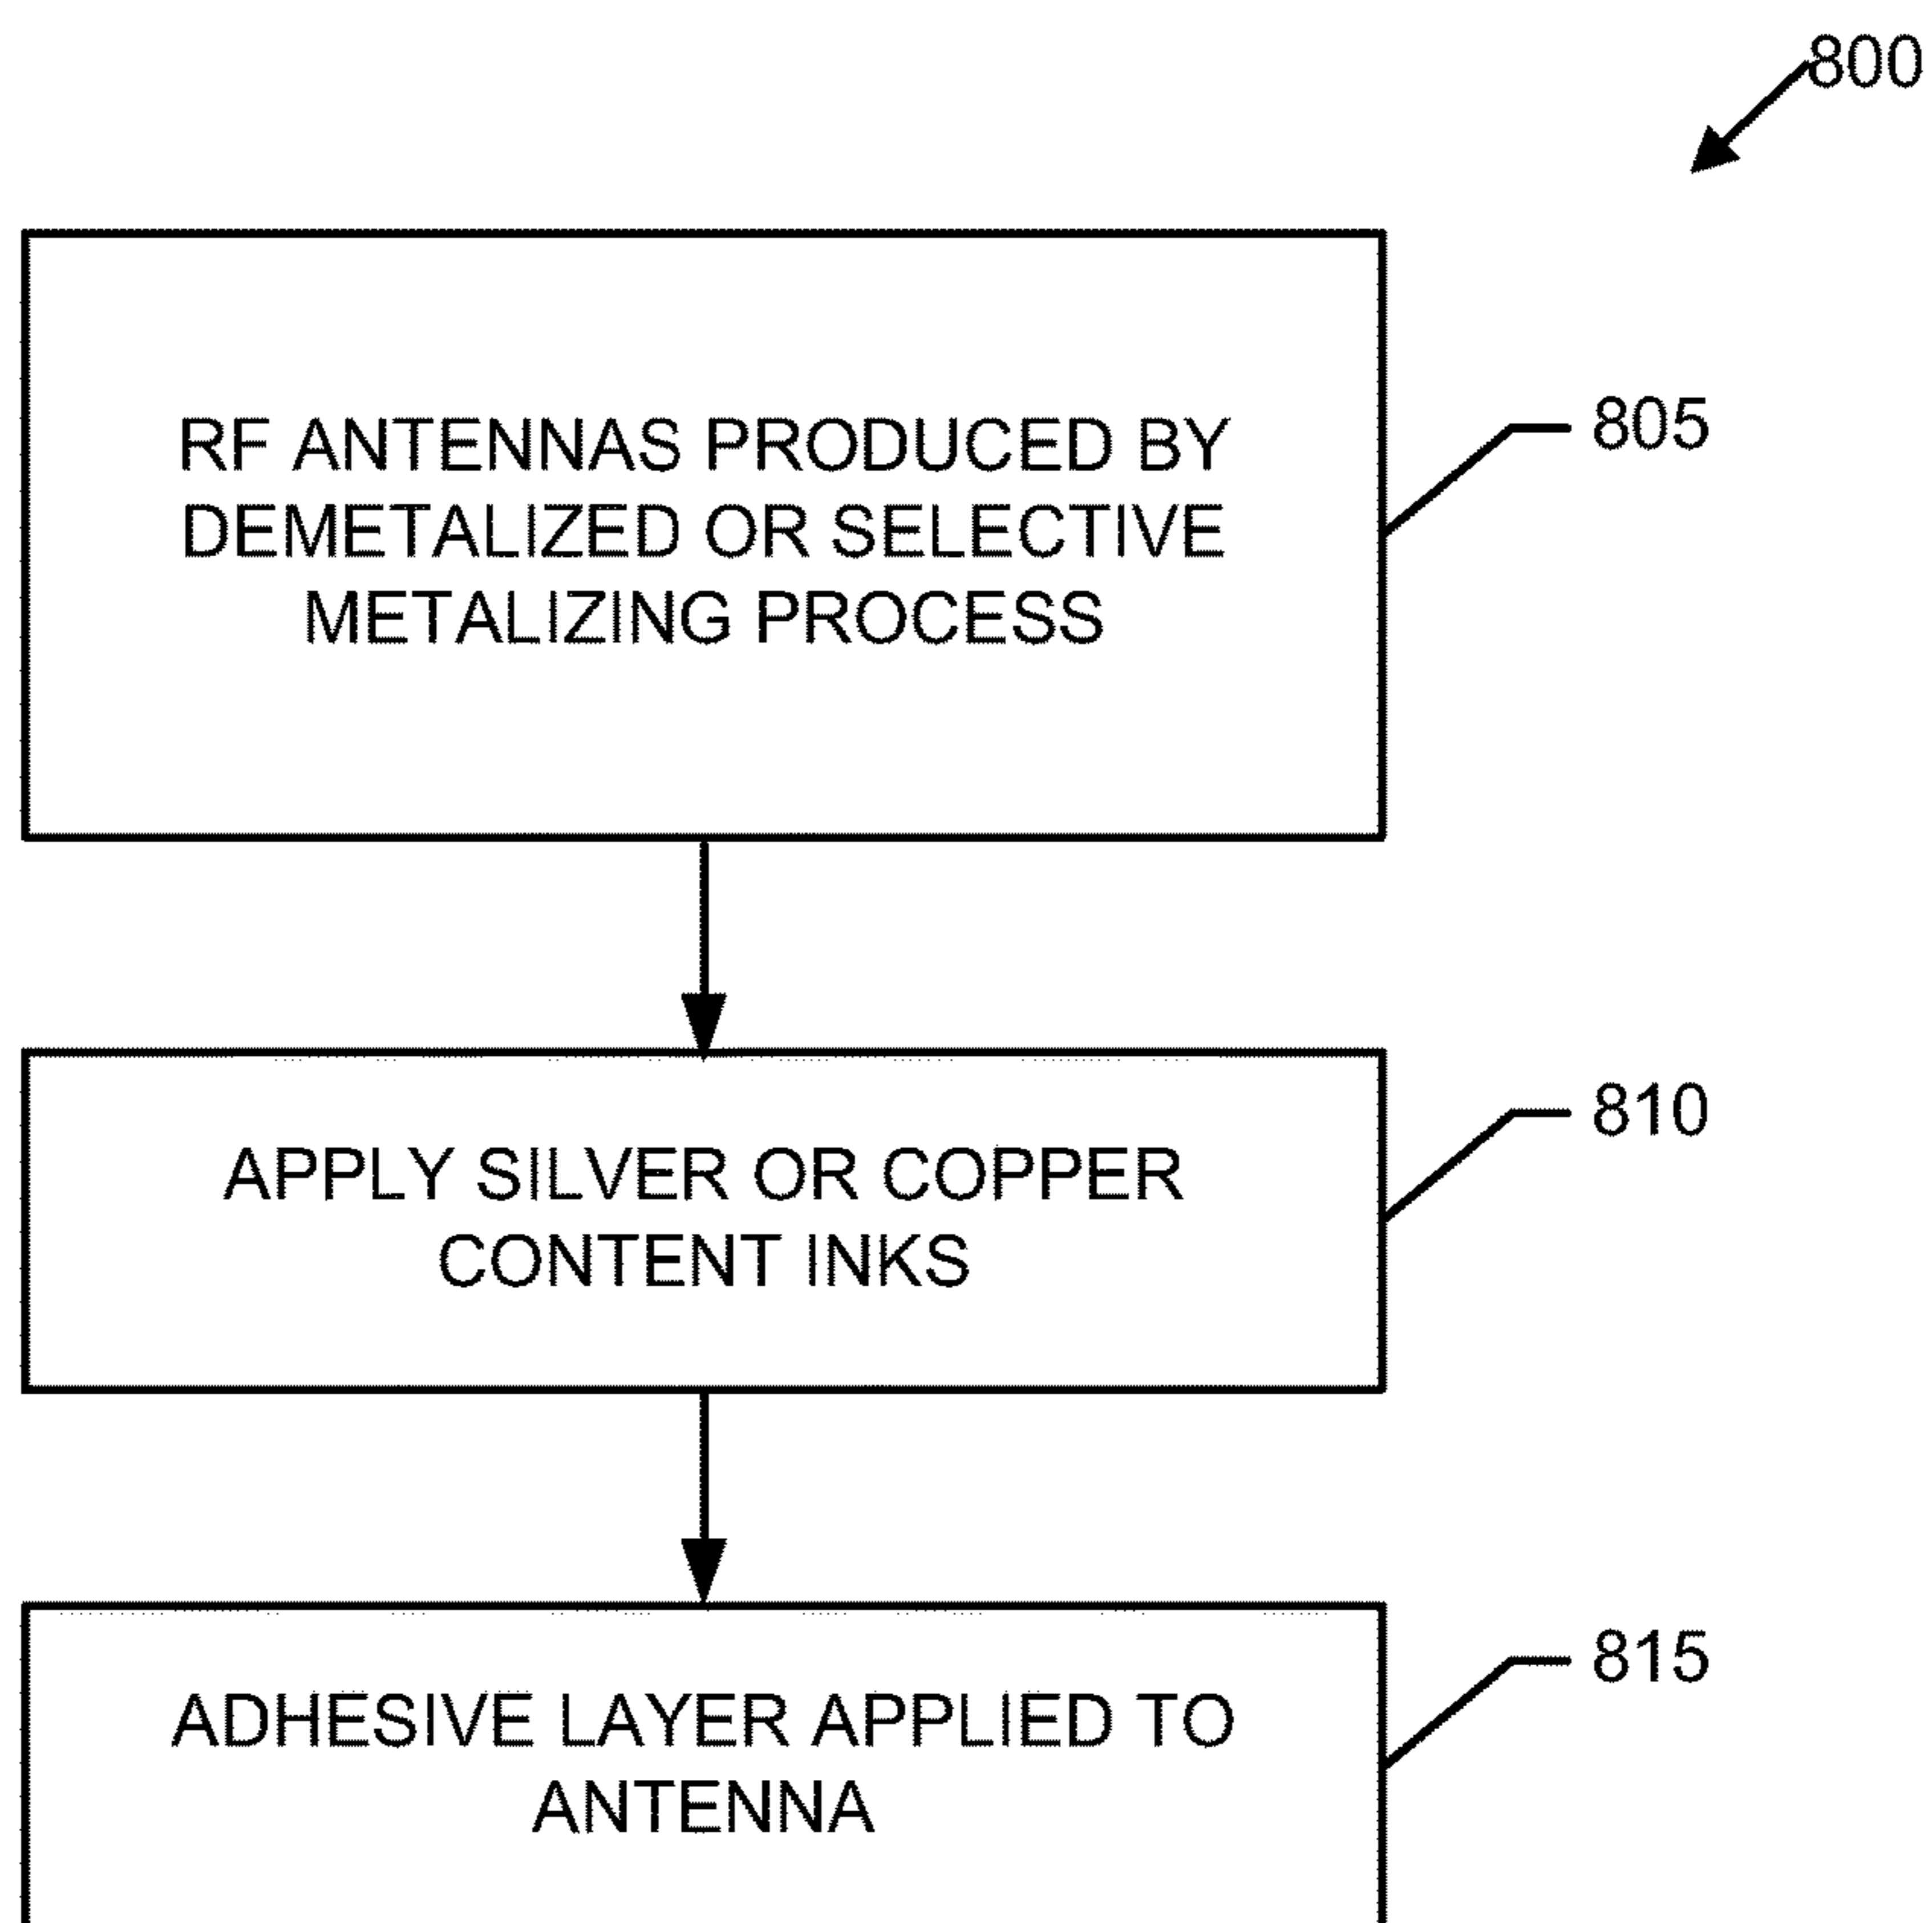 800
RF ANTENNAS PRODUCED BY
DEMETALIZED OR SELECTIVE
METALIZING PROCESS
805
APPLY SILVER OR COPPER
CONTENT INKS
810
ADHESIVE LAYER APPLIED TO
ANTENNA
815